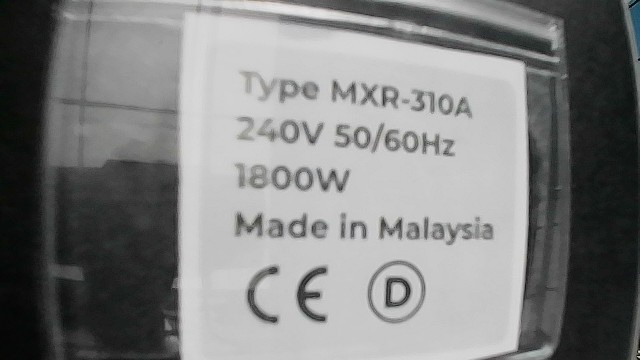 Type MXR-310A
240V 50/60Hz
1800W
Made in Malaysia
CE D